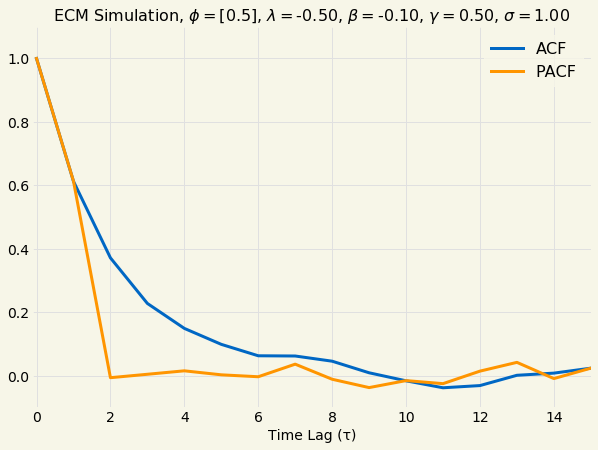 ECM Simulation, ϕ = [0.5], λ = -0.50, β = -0.10, γ = 0.50, σ = 1.00
ACF
PACF
1.0
0.8
0.6
0.4
0.2
0.0
0 2 4 6 8 10 12 14
Time Lag (τ)